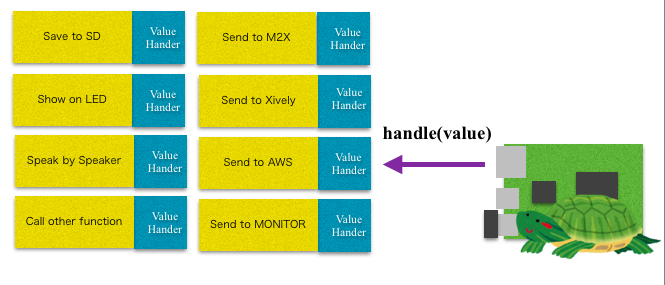 Save to SD
Value
Hander
Send to M2X
Value
Hander
Show on LED
Value
Hander
Send to Xively
Value
Hander
handle(value)
Speak by Speaker
Value
Hander
Send to AWS
Value
Hander
Call other function
Value
Hander
Send to MONITOR
Value
Hander